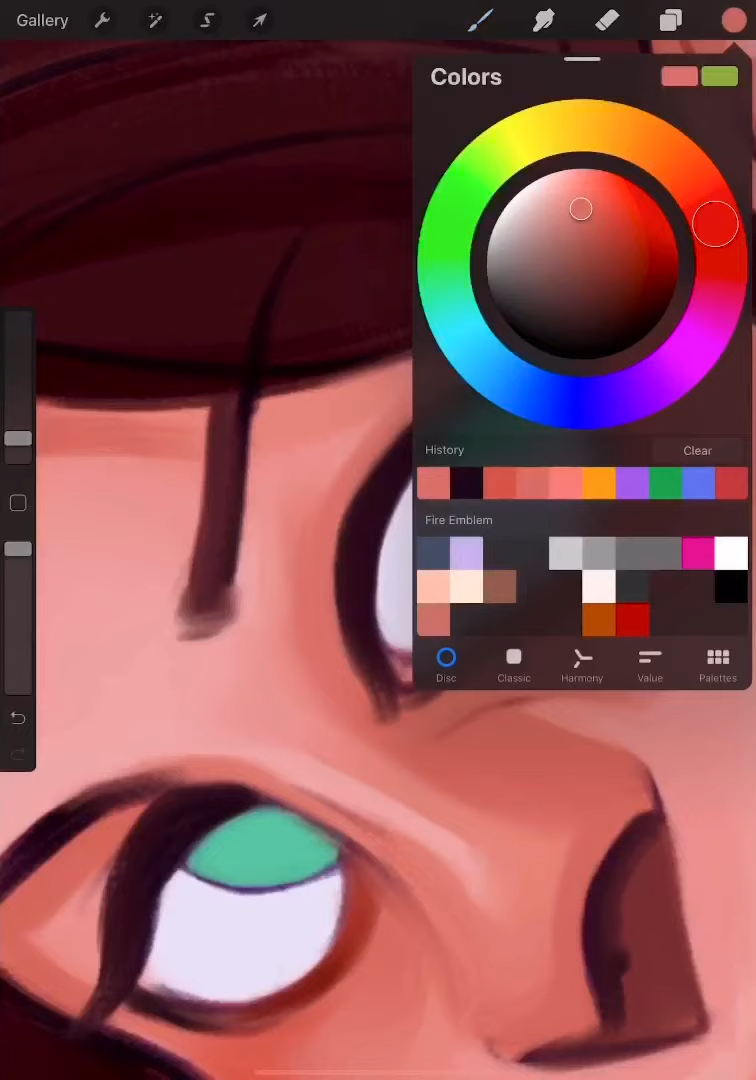 Gallery
Colors
History Clear
Fire Emblem
Disc Classic Harmony Value Palettes